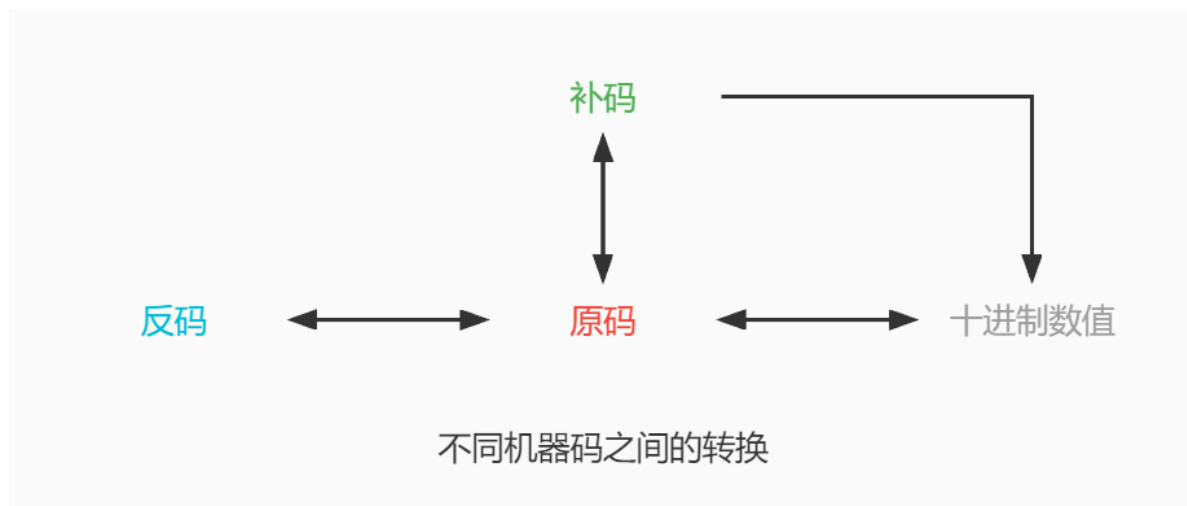 补码
反码
原码
十进制数值
不同机器码之间的转换